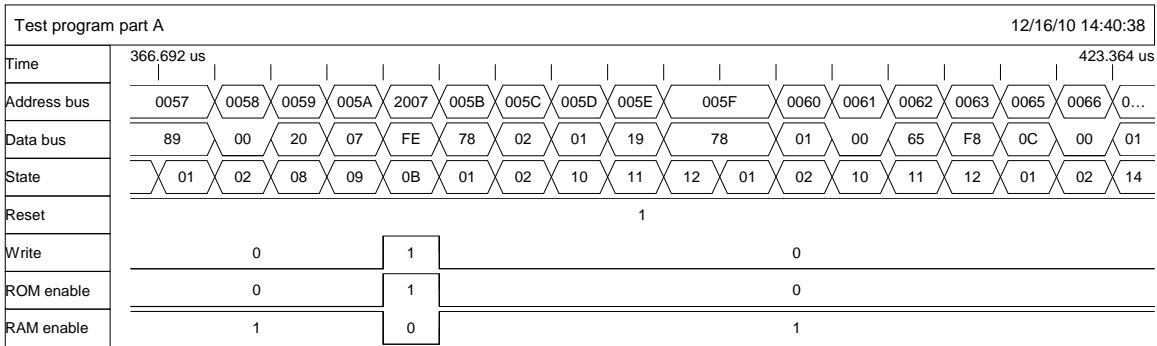 Test program part A 12/16/10 14:40:38
Time 366.692 us 423.364 us
Address bus 0057 0058 0059 005A 2007 005B 005C 005D 005E 005F 0060 0061 0062 0063 0065 0066 0…
Data bus 89 00 20 07 FE 78 02 01 19 78 01 00 65 F8 0C 00 01
State 01 02 08 09 0B 01 02 10 11 12 01 02 10 11 12 01 02 14
Reset 1
Write 0 1 0
ROM enable 0 1 0
RAM enable 1 0 1